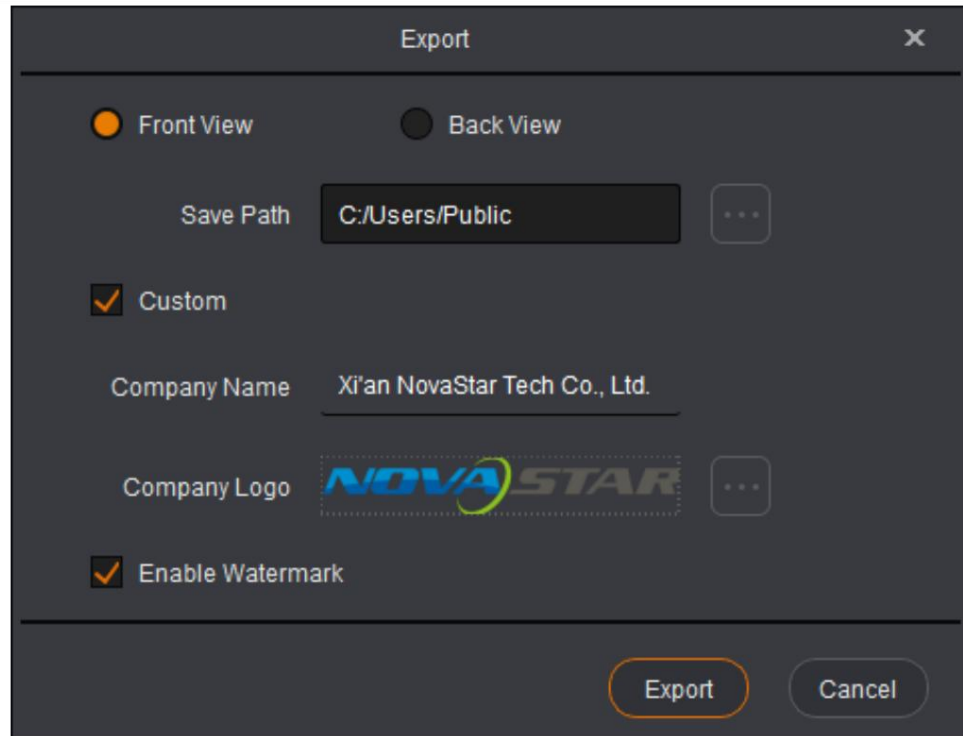 Export
Front View
Back View
Save Path
C:/Users/Public
Custom
Company Name
Xi'an NovaStar Tech Co., Ltd.
Company Logo
NOVASTAR
Enable Watermark
Export
Cancel